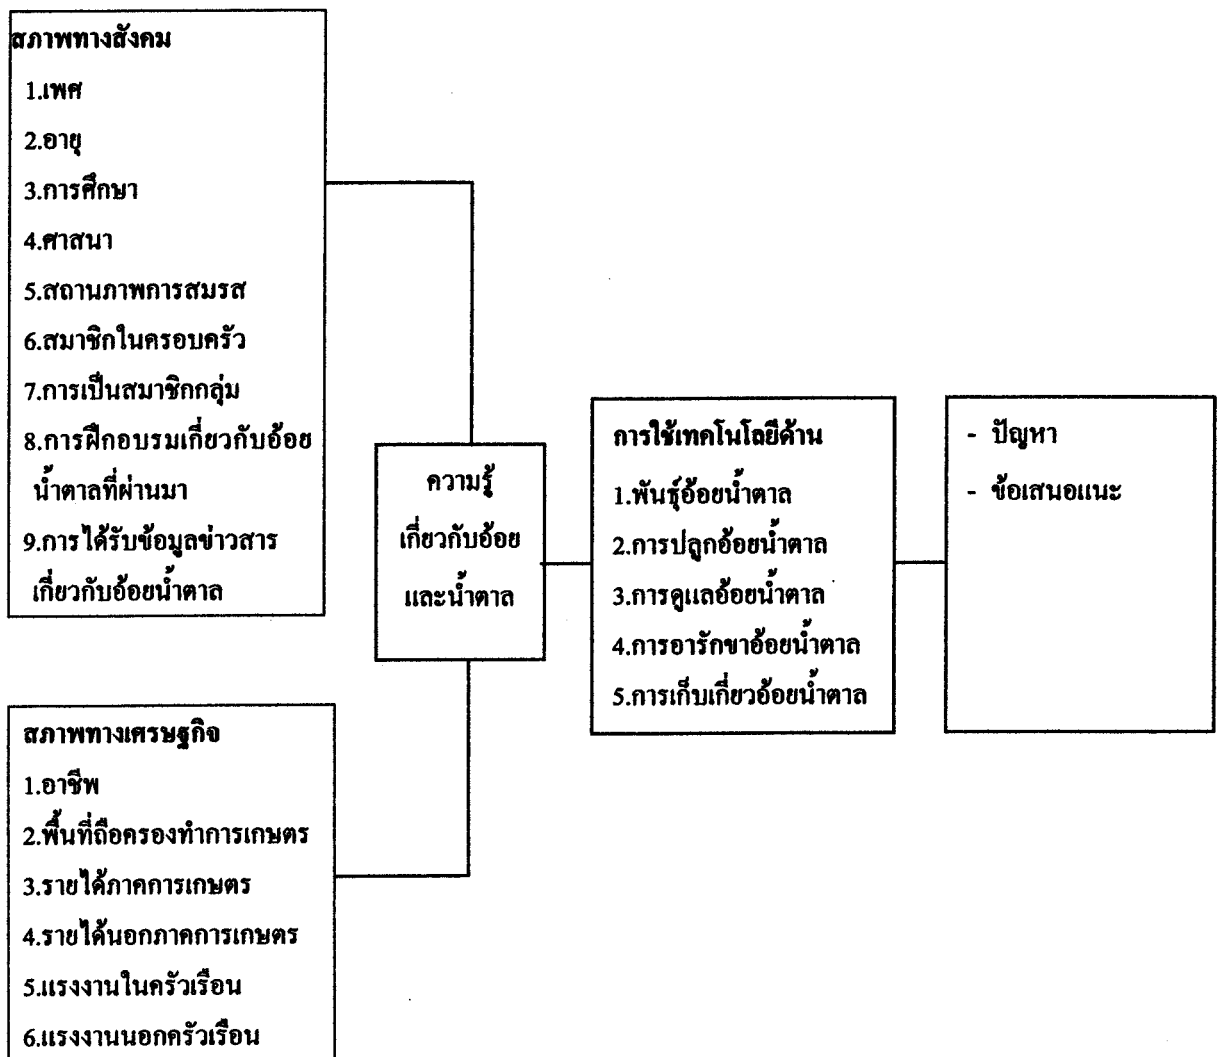 สภาพทางสังคม
1.เพศ
2.อายุ
3.การศึกษา
4.ศาสนา
5.สถานภาพการสมรส
6.สมาชิกในครอบครัว
7.การเป็นสมาชิกกลุ่ม
8.การฝึกอบรมเกี่ยวกับอ้อย
น้ำตาลที่ผ่านมา
9.การได้รับข้อมูลข่าวสาร
เกี่ยวกับอ้อยน้ำตาล
สภาพทางเศรษฐกิจ
1.อาชีพ
2.พื้นที่ถือครองทำการเกษตร
3.รายได้ภาคการเกษตร
4.รายได้นอกภาคการเกษตร
5.แรงงานในครัวเรือน
6.แรงงานนอกครัวเรือน
ความรู้
เกี่ยวกับอ้อย
และน้ำตาล
การใช้เทคโนโลยีด้าน
1.พันธุ์อ้อยน้ำตาล
2.การปลูกอ้อยน้ำตาล
3.การดูแลอ้อยน้ำตาล
4.การอารักขาอ้อยน้ำตาล
5.การเก็บเกี่ยวอ้อยน้ำตาล
- ปัญหา
- ข้อเสนอแนะ